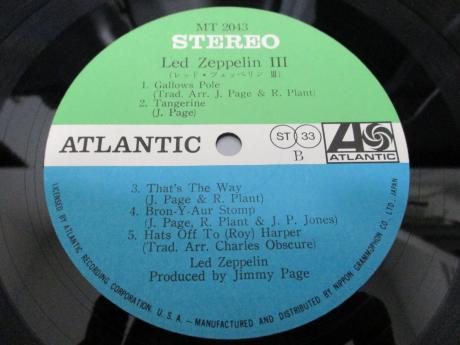 MT 2043
STEREO
Led Zeppelin III
(レッド・ツェッペリン Ⅲ)
1. Gallows Pole
(Trad. Arr. J. Page & R. Plant)
2. Tangerine
(J. Page)
ATLANTIC
ST 33
B
ATLANTIC
3. That's The Way
(J. Page & R. Plant)
4. Bron-Y-Aur Stomp
(J. Page, R. Plant & J. P. Jones)
5. Hats Off To (Roy) Harper
(Trad. Arr. Charles Obscure)
Led Zeppelin
Produced by Jimmy Page
LICENSED BY ATLANTIC RECORDING CORPORATION, U.S.A. — MANUFACTURED AND DISTRIBUTED BY NIPPON GRAMMOPHON CO., LTD., JAPAN